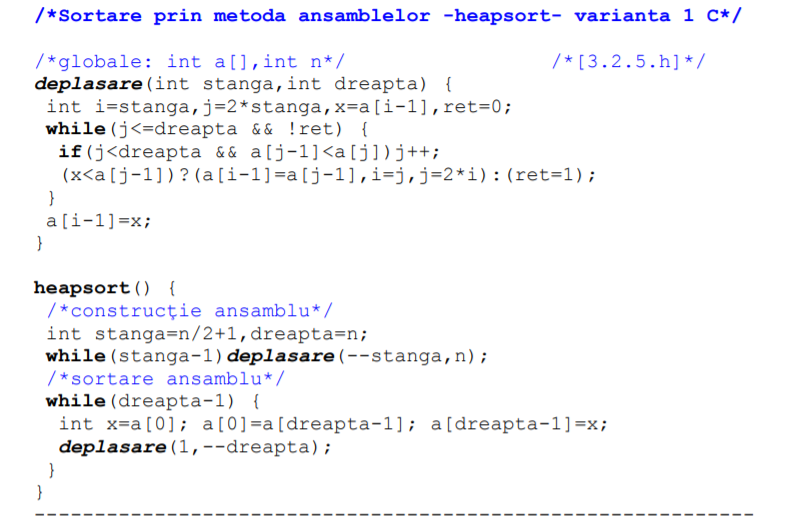 /*Sortare prin metoda ansamblelor -heapsort- varianta 1 C*/
/*globale: int a[],int n*/ /*[3.2.5.h]*/
deplasare(int stanga,int dreapta) {
int i=stanga,j=2*stanga,x=a[i-1],ret=0;
while(j<=dreapta && !ret) {
if(j<dreapta && a[j-1]<a[j])j++;
(x<a[j-1])?(a[i-1]=a[j-1],i=j,j=2*i):(ret=1);
}
a[i-1]=x;
}
heapsort() {
/*construcţie ansamblu*/
int stanga=n/2+1,dreapta=n;
while(stanga-1)deplasare(--stanga,n);
/*sortare ansamblu*/
while(dreapta-1) {
int x=a[0]; a[0]=a[dreapta-1]; a[dreapta-1]=x;
deplasare(1,--dreapta);
}
}
------------------------------------------------------------